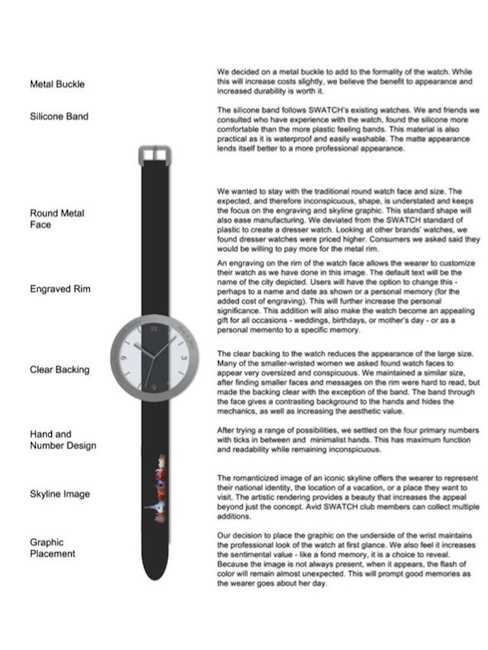 Metal Buckle
We decided on a metal buckle to add to the formality of the watch. While
this will increase costs slightly, we believe the benefit to appearance and
increased durability is worth it.
Silicone Band
The silicone band follows SWATCH's existing watches. We and friends we
consulted who have experience with the watch, found the silicone more
comfortable than the more plastic feeling bands. This material is also
practical as it is waterproof and easily washable. The matte appearance
lends itself better to a more professional appearance.
Round Metal
Face
We wanted to stay with the traditional round watch face and size. The
expected, and therefore inconspicuous, shape, is understated and keeps
the focus on the engraving and skyline graphic. This standard shape will
also ease manufacturing. We deviated from the SWATCH standard of
plastic to create a dresser watch. Looking at other brands' watches, we
found dresser watches were priced higher. Consumers we asked said they
would be willing to pay more for the metal rim.
Engraved Rim
An engraving on the rim of the watch face allows the wearer to customize
their watch as we have done in this image. The default text will be the
name of the city depicted. Users will have the option to change this -
perhaps to a name and date as shown or a personal memory (for the
added cost of engraving). This will further increase the personal
significance. This addition will also make the watch become an appealing
gift for all occasions - weddings, birthdays, or mother's day - or as a
personal memento to a specific memory.
Clear Backing
The clear backing to the watch reduces the appearance of the large size.
Many of the smaller-wristed women we asked found watch faces to
appear very oversized and conspicuous. We maintained a similar size,
after finding smaller faces and messages on the rim were hard to read, but
made the backing clear with the exception of the band. The band through
the face gives a contrasting background to the hands and hides the
mechanics, as well as increasing the aesthetic value.
Hand and
Number Design
After trying a range of possibilities, we settled on the four primary numbers
with ticks in between and minimalist hands. This has maximum function
and readability while remaining inconspicuous.
Skyline Image
The romanticized image of an iconic skyline offers the wearer to represent
their national identity, the location of a vacation, or a place they want to
visit. The artistic rendering provides a beauty that increases the appeal
beyond just the concept. Avid SWATCH club members can collect multiple
additions.
Graphic
Placement
Our decision to place the graphic on the underside of the wrist maintains
the professional look of the watch at first glance. We also feel it increases
the sentimental value - like a fond memory, it is a choice to reveal.
Because the image is not always present, when it appears, the flash of
color will remain almost unexpected. This will prompt good memories as
the wearer goes about her day.
12
9
3
6